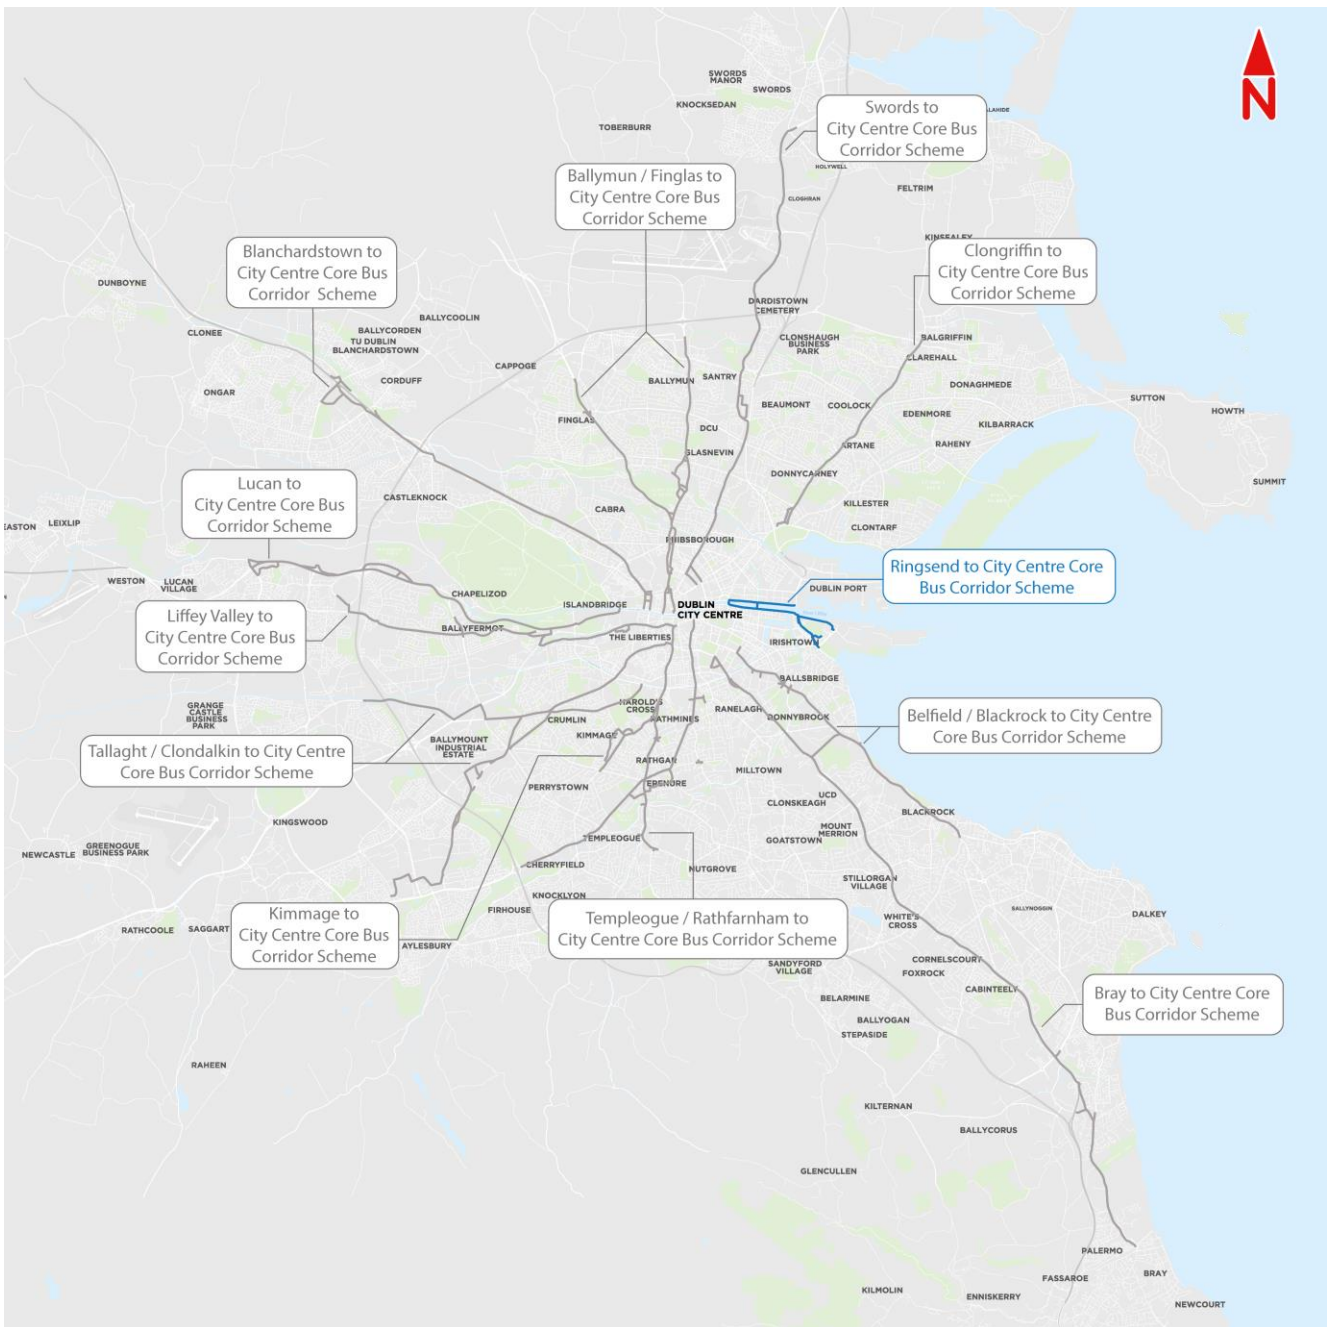 SWORDS
MANOR
SWORDS
KNOCKSEDAN
TOBERBURR
Swords to
City Centre Core Bus
Corridor Scheme
ALAHIDE
N
HOLYWELL
FELTRIM
CLOGHRAN
Ballymun / Finglas to
City Centre Core Bus
Corridor Scheme
KINSEALEY
Clongriffin to
City Centre Core Bus
Corridor Scheme
Blanchardstown to
City Centre Core Bus
Corridor Scheme
DUNBOYNE
CLONEE
BALLYCOOLIN
BALLYCORDEN
TU DUBLIN
BLANCHARDSTOWN
CORDUFF
ONGAR
CAPPOGE
DARDISTOWN
CEMETERY
CLONSHAUGH
BUSINESS
PARK
BALGRIFFIN
CLAREHALL
BALLYMUN
SANTRY
DONAGHMEDE
SUTTON
HOWTH
BEAUMONT
COOLOCK
EDENMORE
KILBARRACK
FINGLAS
DCU
ARTANE
RAHENY
GLASNEVIN
DONNYCARNEY
SUMMIT
Lucan to
City Centre Core Bus
Corridor Scheme
CASTLEKNOCK
CABRA
KILLESTER
CLONTARF
EASTON
LEIXLIP
PHIBSBOROUGH
WESTON
LUCAN
VILLAGE
Ringsend to City Centre Core
Bus Corridor Scheme
DUBLIN PORT
CHAPELIZOD
ISLANDBRIDGE
DUBLIN
CITY CENTRE
Liffey Valley to
City Centre Core Bus
Corridor Scheme
BALLYFERMOT
THE LIBERTIES
IRISHTOWN
BALLSBRIDGE
GRANGE
CASTLE
BUSINESS
PARK
HAROLD'S
CROSS
RATHMINES
RANELAGH
DONNYBROOK
CRUMLIN
KIMMAGE
Belfield / Blackrock to City Centre
Core Bus Corridor Scheme
BALLYMOUNT
INDUSTRIAL
ESTATE
Tallaght / Clondalkin to City Centre
Core Bus Corridor Scheme
RATHGAR
MILLTOWN
PERRYSTOWN
TERENURE
UCD
CLONSKEAGH
BLACKROCK
KINGSWOOD
MOUNT
MERRION
GOATSTOWN
TEMPLEOGUE
NEWCASTLE
GREENOGUE
BUSINESS PARK
CHERRYFIELD
NUTGROVE
STILLORGAN
VILLAGE
KNOCKLYON
FIRHOUSE
Kimmage to
City Centre Core Bus
Corridor Scheme
Templeogue / Rathfarnham to
City Centre Core Bus Corridor Scheme
WHITE'S
CROSS
SALLYNOGGIN
DALKEY
RATHCOOLE
SAGGART
AYLESBURY
SANDYFORD
VILLAGE
CORNELSCOURT
FOXROCK
CABINTEELY
Bray to City Centre Core
Bus Corridor Scheme
BELARMINE
BALLYOGAN
STEPASIDE
RAHEEN
KILTERNAN
BALLYCORUS
GLENCULLEN
PALERMO
FASSAROE
BRAY
KILMOLIN
ENNISKERRY
NEWCOURT